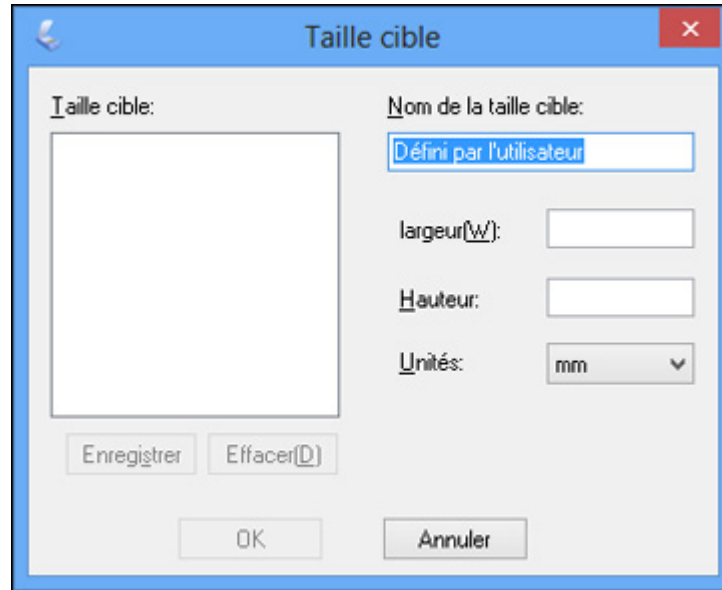 Taille cible
Taille cible:
Nom de la taille cible:
Défini par l'utilisateur
largeur(W):
Hauteur:
Unités:
mm
Enregistrer
Effacer(D)
OK
Annuler